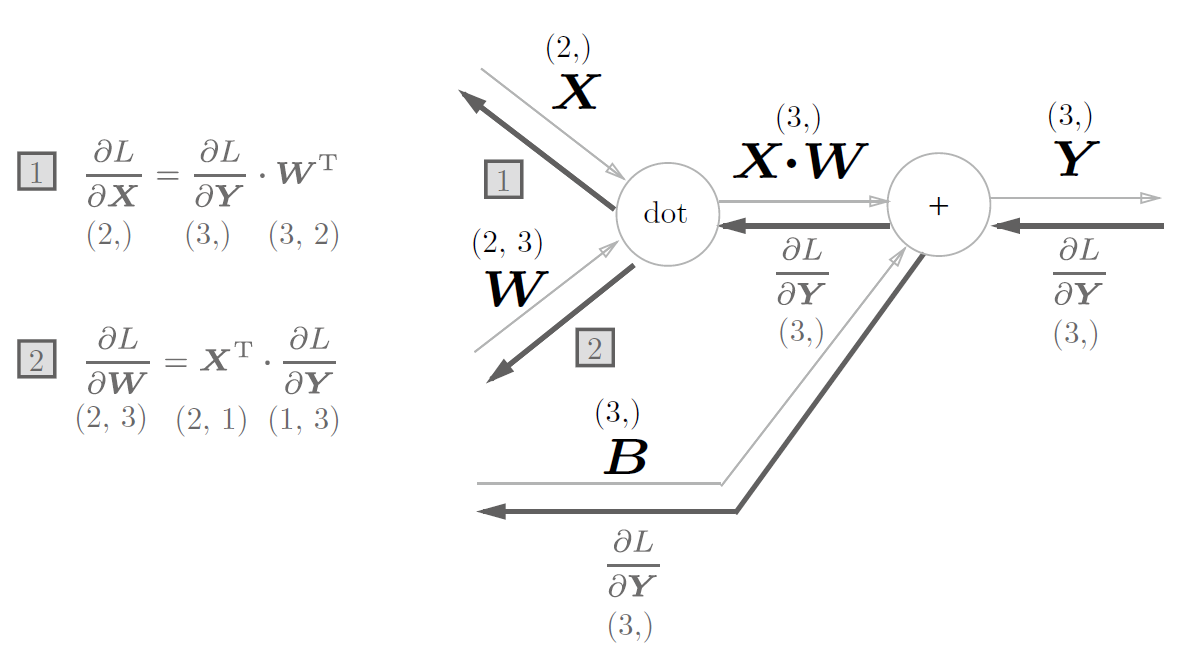 1 ∂L/∂X = ∂L/∂Y · W^T
(2,) (3,) (3, 2)
2 ∂L/∂W = X^T · ∂L/∂Y
(2, 3) (2, 1) (1, 3)
(2,)
X
1
(2, 3)
W
2
dot
(3,)
X·W
∂L/∂Y
(3,)
+
(3,)
Y
∂L/∂Y
(3,)
(3,)
B
∂L/∂Y
(3,)